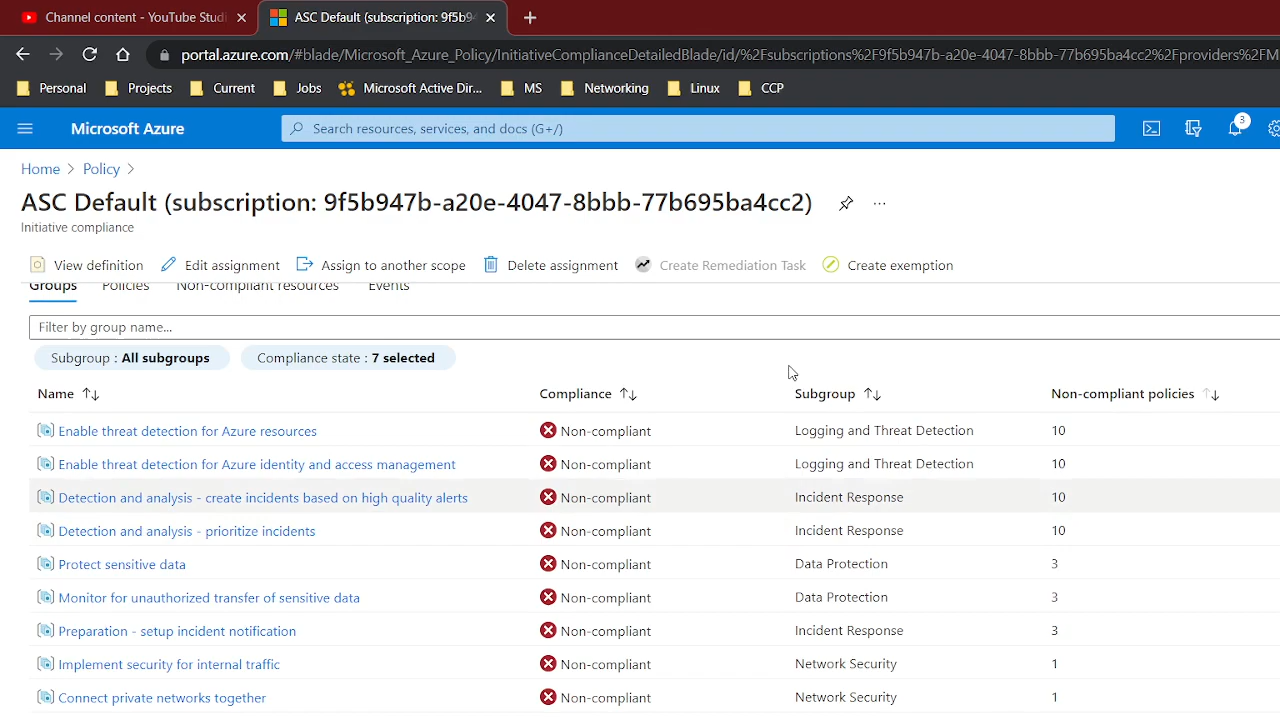 Channel content - YouTube Studi
ASC Default (subscription: 9f5b94
portal.azure.com/#blade/Microsoft_Azure_Policy/InitiativeComplianceDetailedBlade/id/%2Fsubscriptions%2F9f5b947b-a20e-4047-8bbb-77b695ba4cc2%2Fproviders%2FM
Personal Projects Current Jobs Microsoft Active Dir... MS Networking Linux CCP
Microsoft Azure Search resources, services, and docs (G+/) 3
Home > Policy >
ASC Default (subscription: 9f5b947b-a20e-4047-8bbb-77b695ba4cc2) ...
Initiative compliance
View definition Edit assignment Assign to another scope Delete assignment Create Remediation Task Create exemption
Groups Policies Non-compliant resources Events
Filter by group name...
Subgroup : All subgroups Compliance state : 7 selected
Name Compliance Subgroup Non-compliant policies
Enable threat detection for Azure resources Non-compliant Logging and Threat Detection 10
Enable threat detection for Azure identity and access management Non-compliant Logging and Threat Detection 10
Detection and analysis - create incidents based on high quality alerts Non-compliant Incident Response 10
Detection and analysis - prioritize incidents Non-compliant Incident Response 10
Protect sensitive data Non-compliant Data Protection 3
Monitor for unauthorized transfer of sensitive data Non-compliant Data Protection 3
Preparation - setup incident notification Non-compliant Incident Response 3
Implement security for internal traffic Non-compliant Network Security 1
Connect private networks together Non-compliant Network Security 1